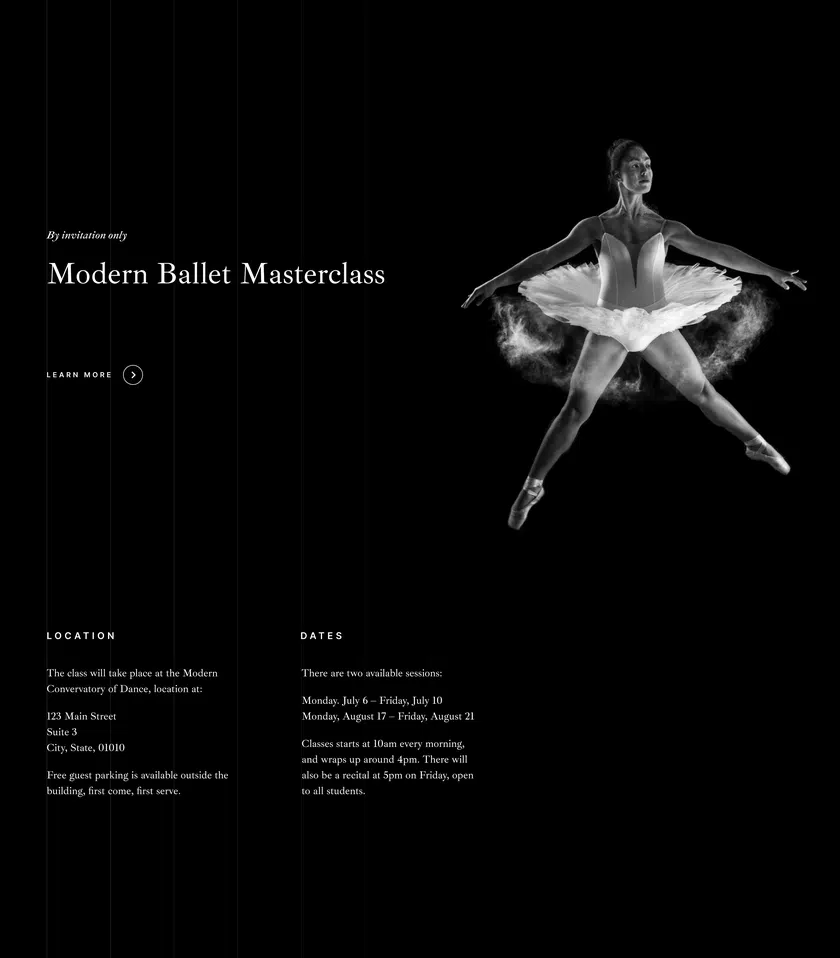 By invitation only
Modern Ballet Masterclass
LEARN MORE
LOCATION
The class will take place at the Modern
Convervatory of Dance, location at:
123 Main Street
Suite 3
City, State, 01010
Free guest parking is available outside the
building, first come, first serve.
DATES
There are two available sessions:
Monday. July 6 – Friday, July 10
Monday, August 17 – Friday, August 21
Classes starts at 10am every morning,
and wraps up around 4pm. There will
also be a recital at 5pm on Friday, open
to all students.